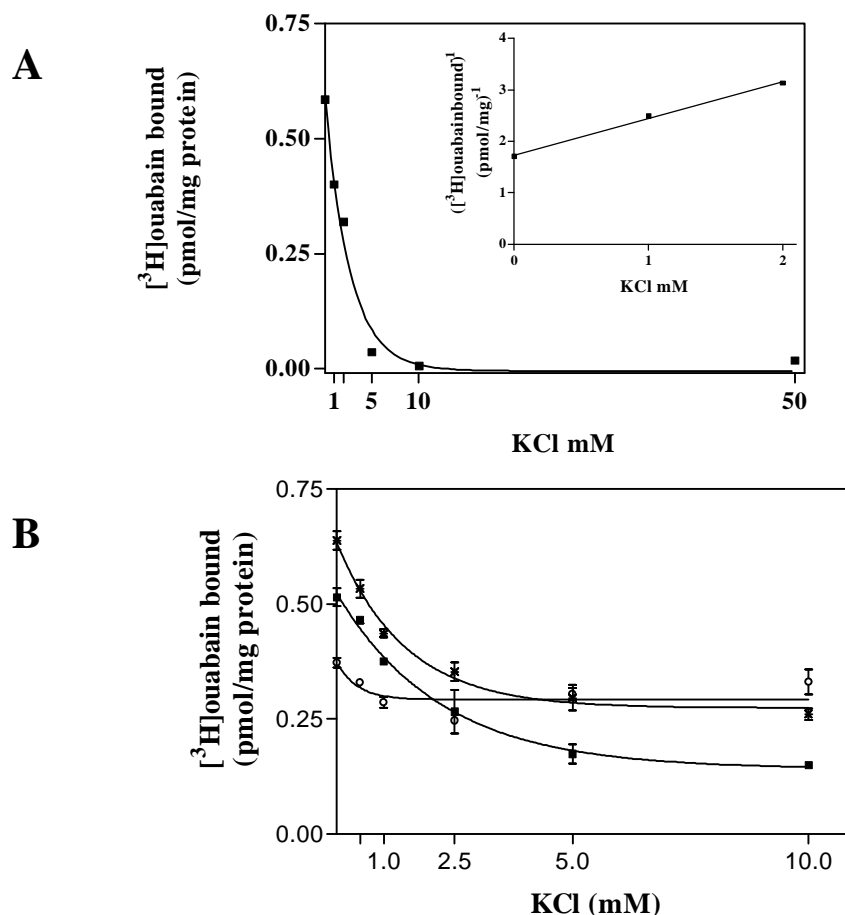 A
[³H]ouabain bound
(pmol/mg protein)
0.75
0.50
0.25
0.00
1
5
10
50
KCl mM
([³H]ouabainbound)¹
(pmol/mg)⁻¹
4
3
2
1
0
0
1
2
KCl mM
B
[³H]ouabain bound
(pmol/mg protein)
0.75
0.50
0.25
0.00
1.0
2.5
5.0
10.0
KCl (mM)